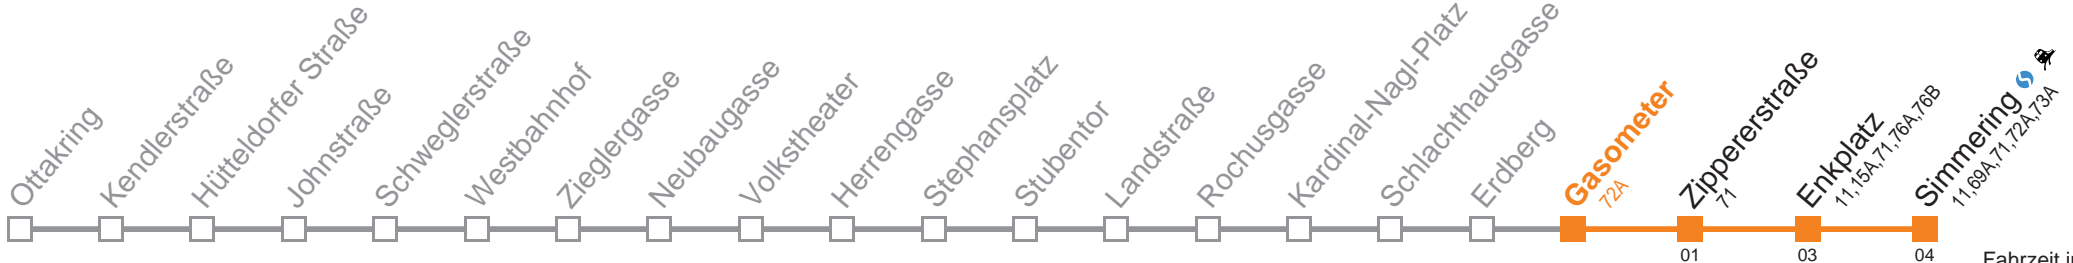 Ottakring
Kendlerstraße
Hütteldorfer Straße
Johnstraße
Schweglerstraße
Westbahnhof
Zieglergasse
Neubaugasse
Volkstheater
Herrengasse
Stephansplatz
Stubentor
Landstraße
Rochusgasse
Kardinal-Nagl-Platz
Schlachthausgasse
Erdberg
Gasometer
72A
Zippererstraße
71
Enkplatz
11,15A,71,76A,76B
Simmering
11,69A,71,72A,73A
01
03
04
Fahrzeit